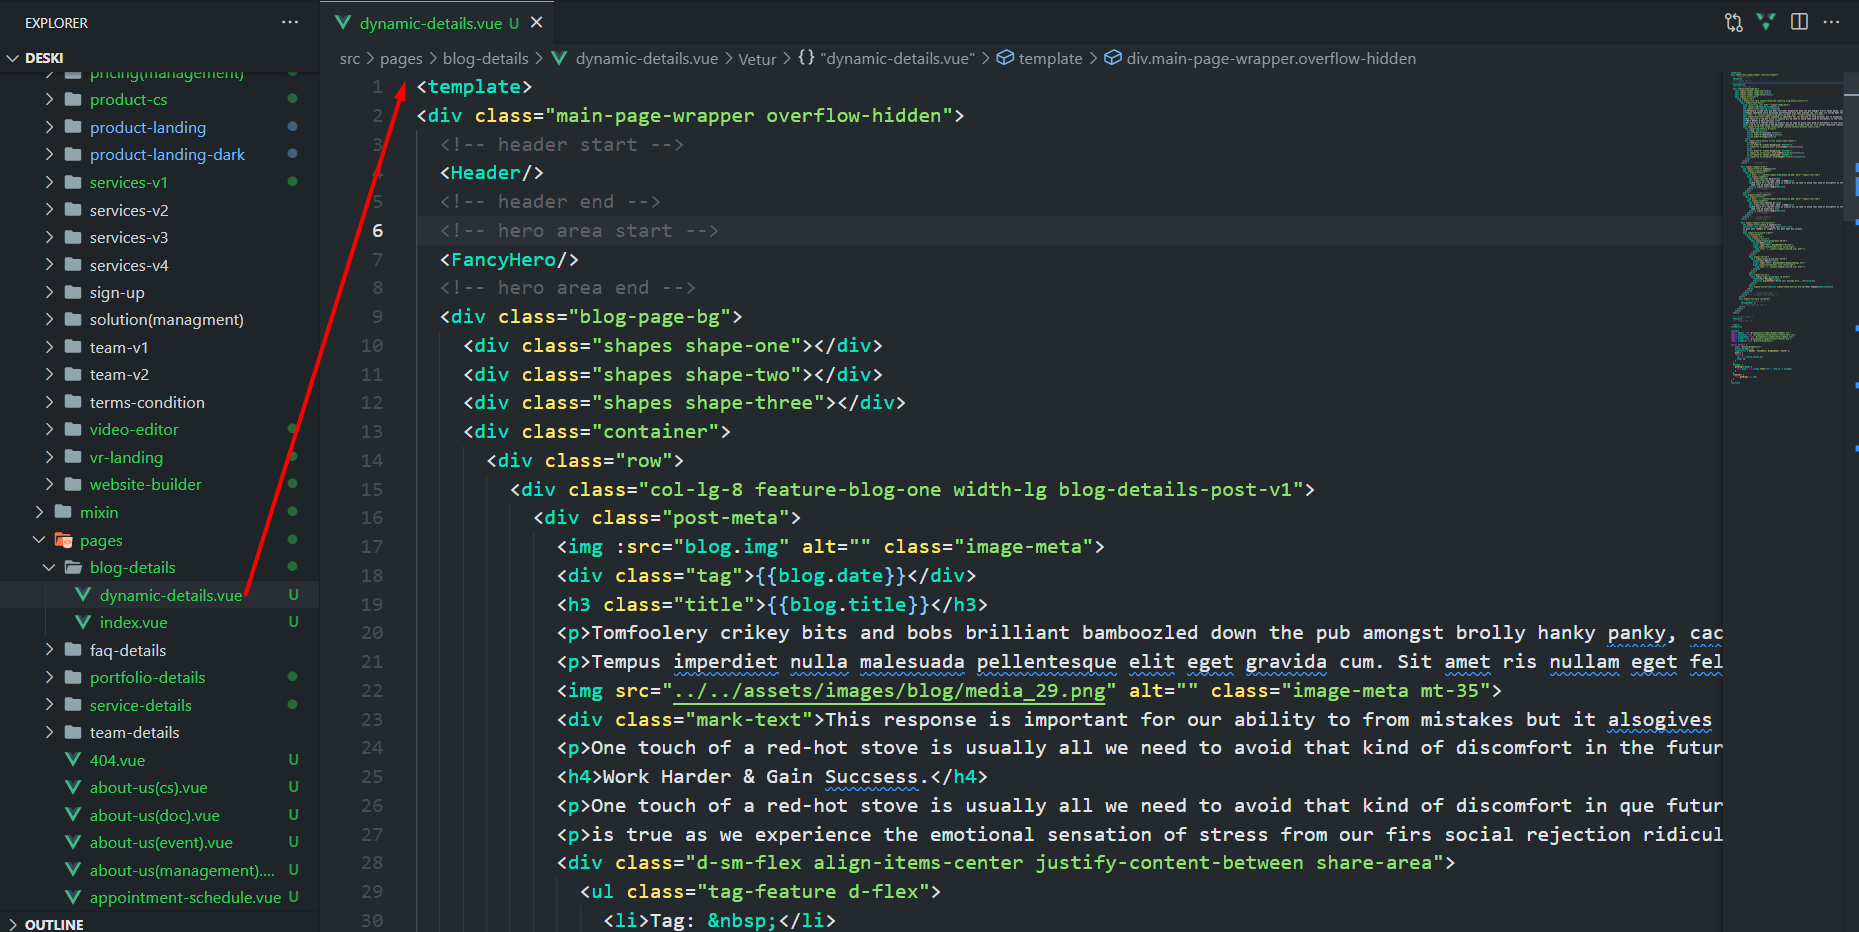 EXPLORER
DESKI
pricing(management)
product-cs
product-landing
product-landing-dark
services-v1
services-v2
services-v3
services-v4
sign-up
solution(managment)
team-v1
team-v2
terms-condition
video-editor
vr-landing
website-builder
mixin
pages
blog-details
dynamic-details.vue U
index.vue U
faq-details
portfolio-details
service-details
team-details
404.vue U
about-us(cs).vue U
about-us(doc).vue U
about-us(event).vue U
about-us(management).... U
appointment-schedule.vue U
OUTLINE
dynamic-details.vue U
src > pages > blog-details > dynamic-details.vue > Vetur > {} "dynamic-details.vue" > template > div.main-page-wrapper.overflow-hidden
1 <template>
2 <div class="main-page-wrapper overflow-hidden">
3 <!-- header start -->
4 <Header/>
5 <!-- header end -->
6 <!-- hero area start -->
7 <FancyHero/>
8 <!-- hero area end -->
9 <div class="blog-page-bg">
10 <div class="shapes shape-one"></div>
11 <div class="shapes shape-two"></div>
12 <div class="shapes shape-three"></div>
13 <div class="container">
14 <div class="row">
15 <div class="col-lg-8 feature-blog-one width-lg blog-details-post-v1">
16 <div class="post-meta">
17 <img :src="blog.img" alt="" class="image-meta">
18 <div class="tag">{{blog.date}}</div>
19 <h3 class="title">{{blog.title}}</h3>
20 <p>Tomfoolery crikey bits and bobs brilliant bamboozled down the pub amongst brolly hanky panky, cac
21 <p>Tempus imperdiet nulla malesuada pellentesque elit eget gravida cum. Sit amet ris nullam eget fel
22 <img src="../../assets/images/blog/media_29.png" alt="" class="image-meta mt-35">
23 <div class="mark-text">This response is important for our ability to from mistakes but it alsogives
24 <p>One touch of a red-hot stove is usually all we need to avoid that kind of discomfort in the futur
25 <h4>Work Harder & Gain Succsess.</h4>
26 <p>One touch of a red-hot stove is usually all we need to avoid that kind of discomfort in que futur
27 <p>is true as we experience the emotional sensation of stress from our firs social rejection ridicul
28 <div class="d-sm-flex align-items-center justify-content-between share-area">
29 <ul class="tag-feature d-flex">
30 <li>Tag: &nbsp;</li>